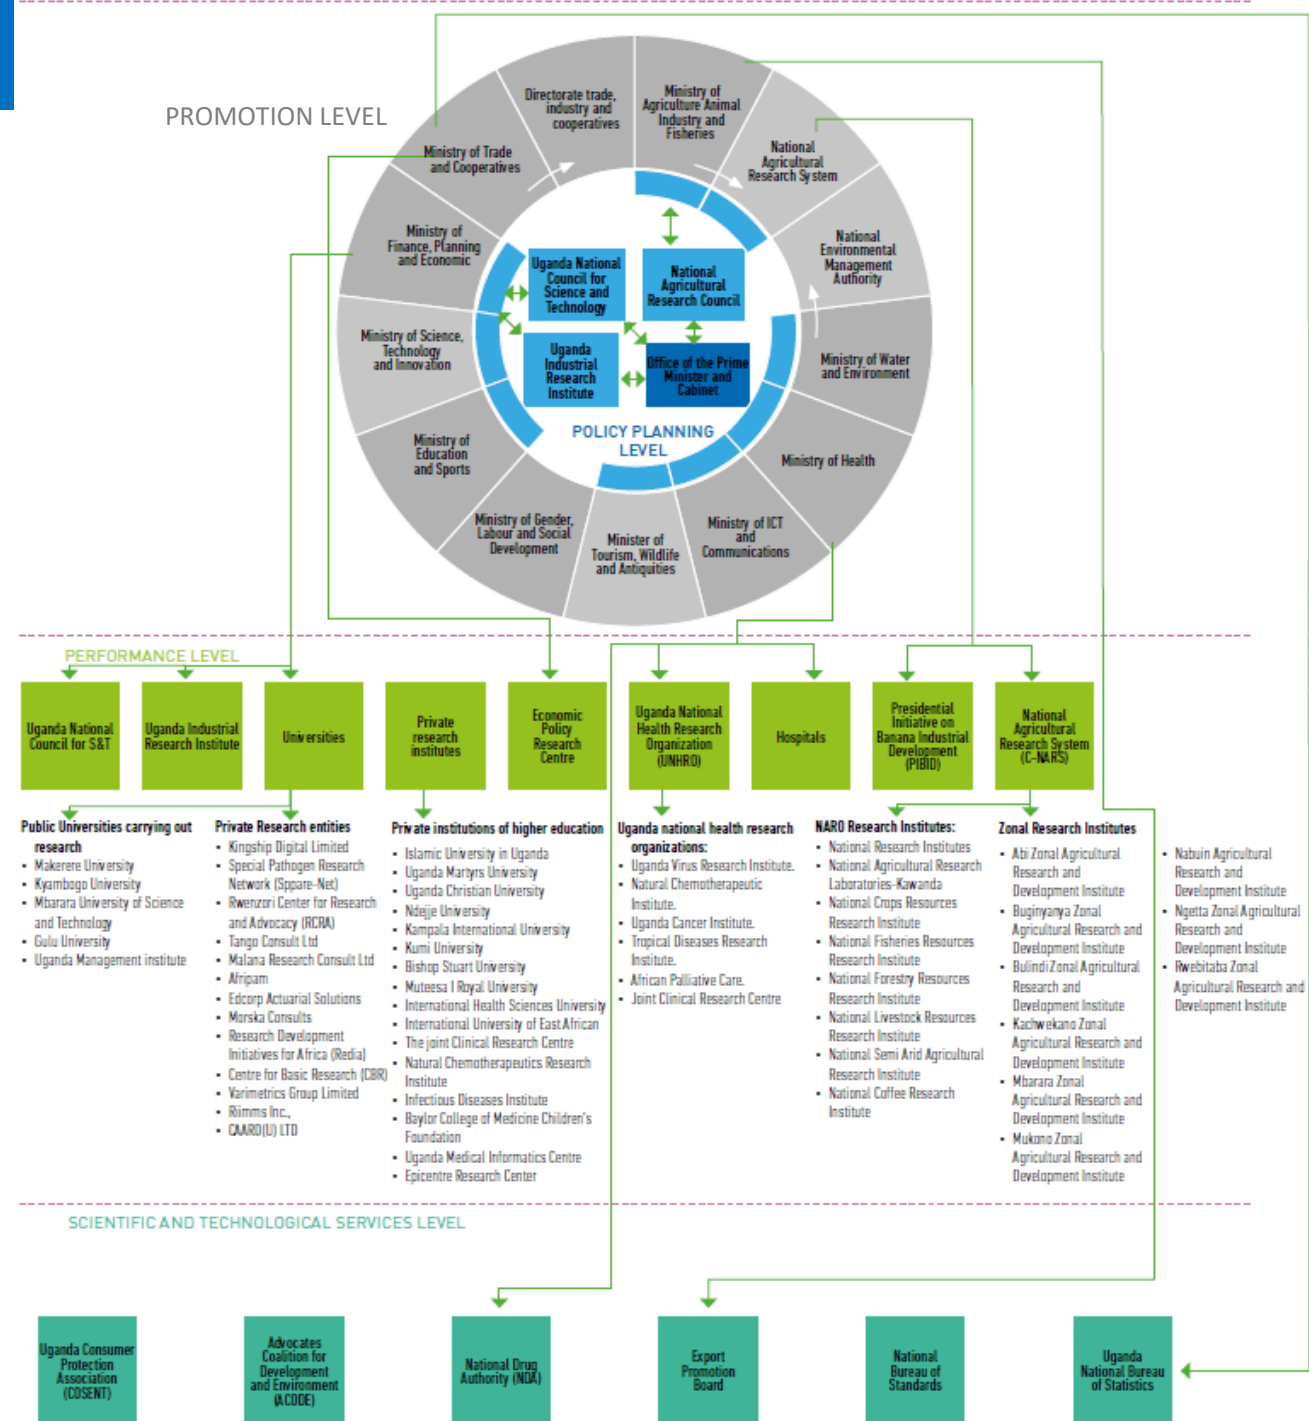 PROMOTION LEVEL
Directorate trade,
industry and
cooperatives
Ministry of
Agriculture Animal
Industry and
Fisheries
Ministry of Trade
and Cooperatives
National
Agricultural
Research System
Ministry of
Finance, Planning
and Economic
National
Environmental
Management
Authority
Ministry of Science,
Technology
and Innovation
Ministry of Water
and Environment
Ministry of
Education
and Sports
Ministry of Health
Ministry of Gender,
Labour and Social
Development
Minister of
Tourism, Wildlife
and Antiquities
Ministry of ICT
and
Communications
Uganda National
Council for
Science and
Technology
National
Agricultural
Research Council
Uganda
Industrial
Research
Institute
Office of the Prime
Minister and
Cabinet
POLICY PLANNING
LEVEL
PERFORMANCE LEVEL
Uganda National
Council for S&T
Uganda Industrial
Research Institute
Universities
Private
research
institutes
Economic
Policy
Research
Centre
Uganda National
Health Research
Organization
(UNHRO)
Hospitals
Presidential
Initiative on
Banana Industrial
Development
(PIBID)
National
Agricultural
Research System
(C-NARS)
Public Universities carrying out
research
▪ Makerere University
▪ Kyambogo University
▪ Mbarara University of Science
and Technology
▪ Gulu University
▪ Uganda Management institute
Private Research entities
▪ Kingship Digital Limited
▪ Special Pathogen Research
Network (Sppare-Net)
▪ Rwenzori Center for Research
and Advocacy (RCRA)
▪ Tango Consult Ltd
▪ Malana Research Consult Ltd
▪ Afripam
▪ Edcorp Actuarial Solutions
▪ Morska Consults
▪ Research Development
Initiatives for Africa (Redia)
▪ Centre for Basic Research (CBR)
▪ Varimetrics Group Limited
▪ Riimms Inc.,
▪ CAARD(U) LTD
Private institutions of higher education
▪ Islamic University in Uganda
▪ Uganda Martyrs University
▪ Uganda Christian University
▪ Ndejje University
▪ Kampala International University
▪ Kumi University
▪ Bishop Stuart University
▪ Muteesa I Royal University
▪ International Health Sciences University
▪ International University of East African
▪ The joint Clinical Research Centre
▪ Natural Chemotherapeutics Research
Institute
▪ Infectious Diseases Institute
▪ Baylor College of Medicine Children's
Foundation
▪ Uganda Medical Informatics Centre
▪ Epicentre Research Center
Uganda national health research
organizations:
▪ Uganda Virus Research Institute.
▪ Natural Chemotherapeutic
Institute.
▪ Uganda Cancer Institute.
▪ Tropical Diseases Research
Institute.
▪ African Palliative Care.
▪ Joint Clinical Research Centre
NARO Research Institutes:
▪ National Research Institutes
▪ National Agricultural Research
Laboratories-Kawanda
▪ National Crops Resources
Research Institute
▪ National Fisheries Resources
Research Institute
▪ National Forestry Resources
Research Institute
▪ National Livestock Resources
Research Institute
▪ National Semi Arid Agricultural
Research Institute
▪ National Coffee Research
Institute
Zonal Research Institutes
▪ Abi Zonal Agricultural
Research and
Development Institute
▪ Buginyanya Zonal
Agricultural Research and
Development Institute
▪ Bulindi Zonal Agricultural
Research and
Development Institute
▪ Kachwekano Zonal
Agricultural Research and
Development Institute
▪ Mbarara Zonal
Agricultural Research and
Development Institute
▪ Mukono Zonal
Agricultural Research and
Development Institute
▪ Nabuin Agricultural
Research and
Development Institute
▪ Ngetta Zonal Agricultural
Research and
Development Institute
▪ Rwebitaba Zonal
Agricultural Research and
Development Institute
SCIENTIFIC AND TECHNOLOGICAL SERVICES LEVEL
Uganda Consumer
Protection
Association
(COSENT)
Advocates
Coalition for
Development
and Environment
(ACODE)
National Drug
Authority (NDA)
Export
Promotion
Board
National
Bureau of
Standards
Uganda
National Bureau
of Statistics